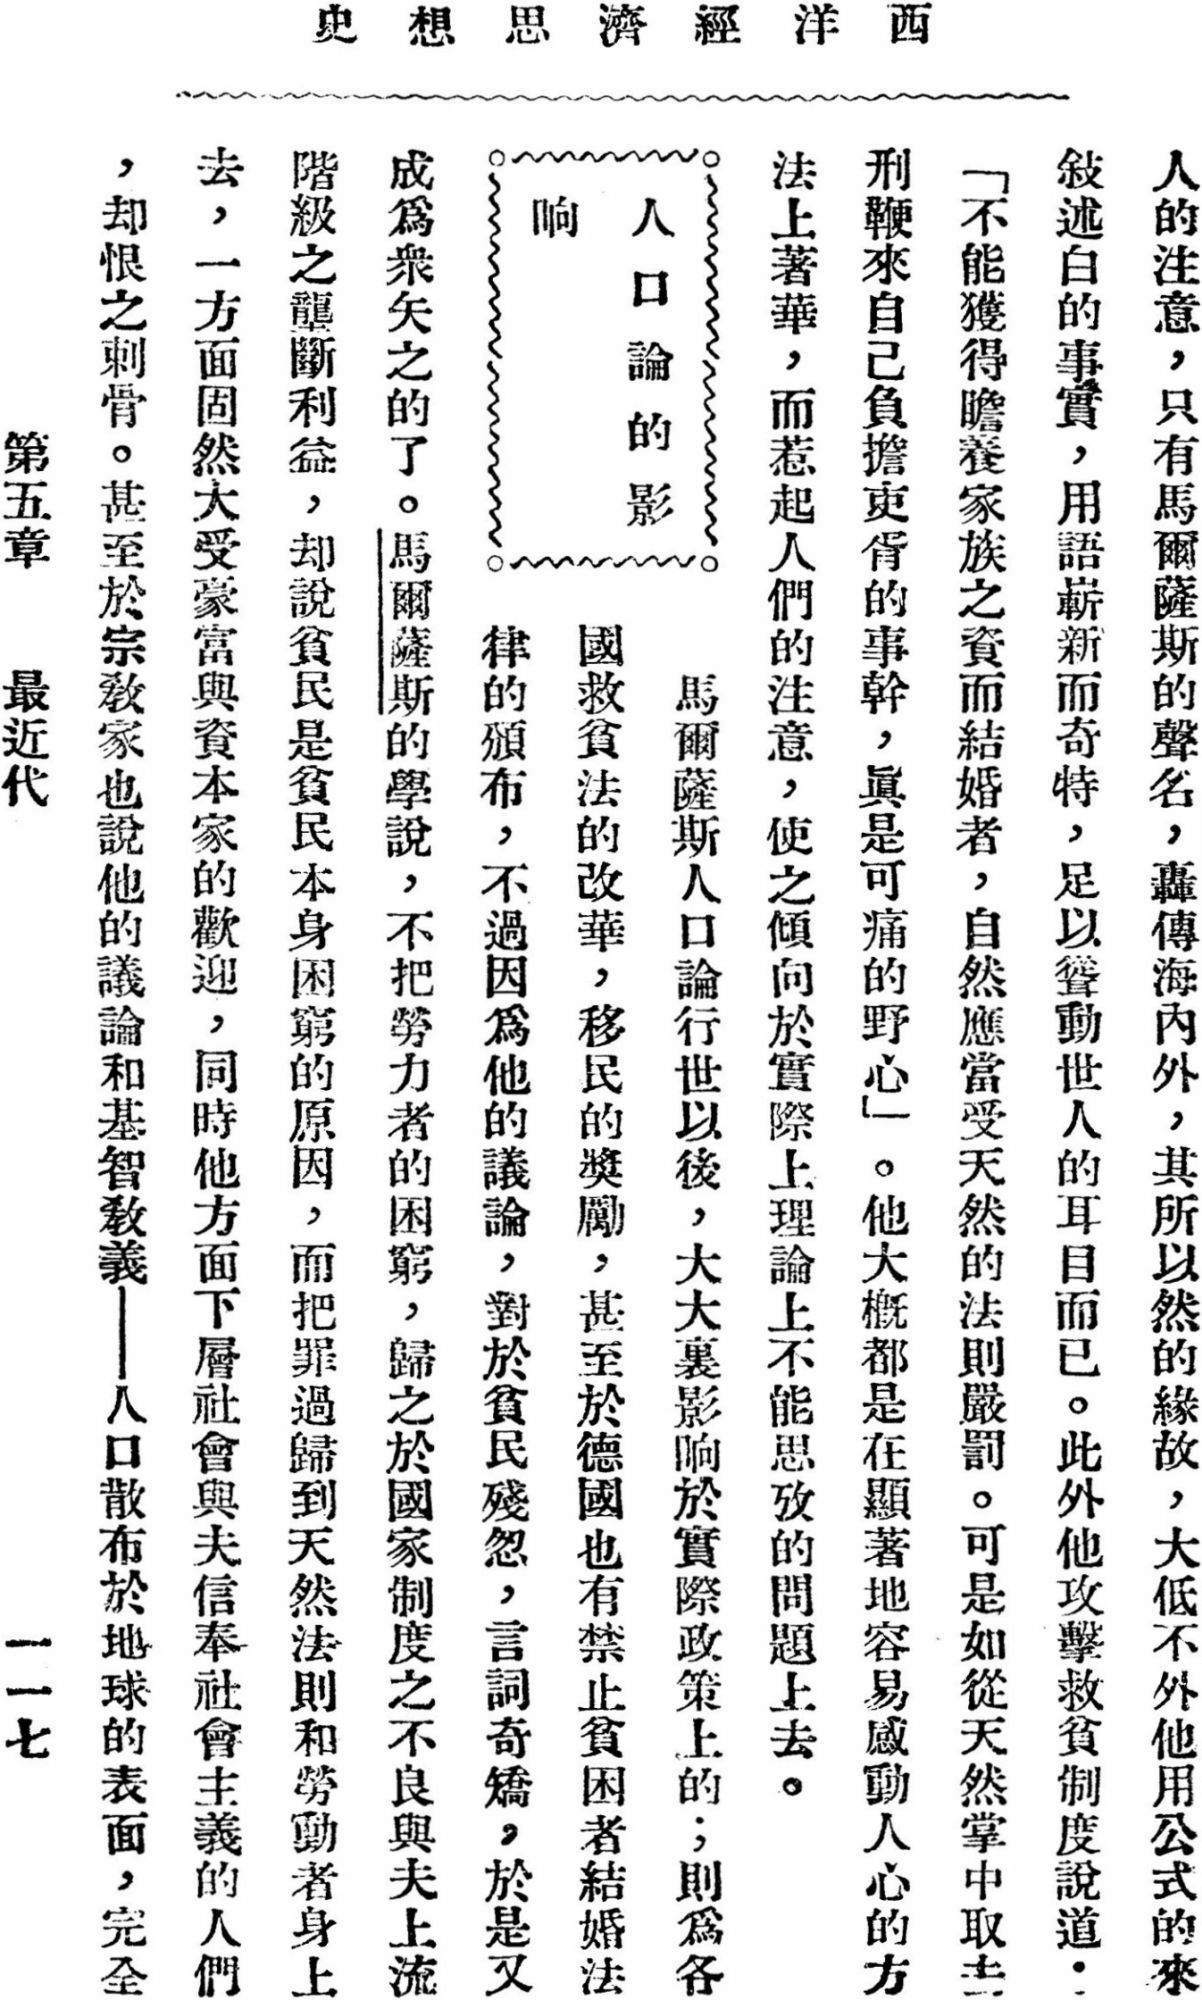 西洋經濟思想史
人的注意，只有馬爾薩斯的聲名，轟傳海內外，其所以然的緣故，大低不外他用公式的來
敍述白的事實，用語嶄新而奇特，足以聳動世人的耳目而已。此外他攻擊救貧制度說道：
「不能獲得瞻養家族之資而結婚者，自然應當受天然的法則嚴罰。可是如從天然掌中取去
刑鞭來自己負擔吏胥的事幹，眞是可痛的野心」。他大槪都是在顯著地容易感動人心的方
法上著華，而惹起人們的注意，使之傾向於實際上理論上不能思攷的問題上去。
人口論的影
响
馬爾薩斯人口論行世以後，大大裏影响於實際政策上的；則爲各
國救貧法的改華，移民的獎勵，甚至於德國也有禁止貧困者結婚法
律的頒布，不過因爲他的議論，對於貧民殘忽，言詞奇矯，於是又
成爲衆矢之的了。馬爾薩斯的學說，不把勞力者的困窮，歸之於國家制度之不良與夫上流
階級之壟斷利益，却說貧民是貧民本身困窮的原因，而把罪過歸到天然法則和勞動者身上
去，一方面固然大受豪富與資本家的歡迎，同時他方面下層社會與夫信奉社會主義的人們
，却恨之刺骨。甚至於宗敎家也說他的議論和基智敎義——人口散布於地球的表面，完全
第五章　最近代　一一七